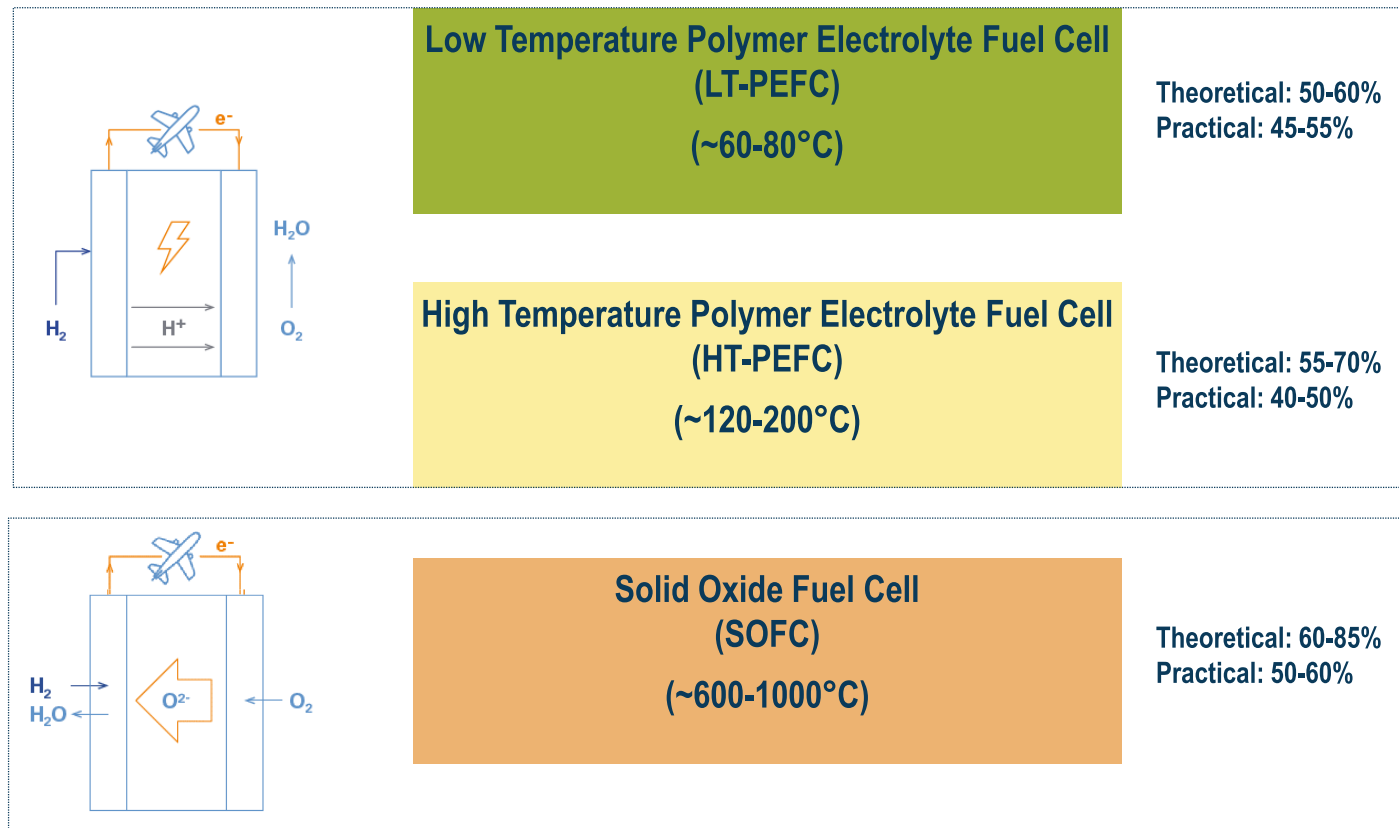 Low Temperature Polymer Electrolyte Fuel Cell
(LT-PEFC)
(~60-80°C)
Theoretical: 50-60%
Practical: 45-55%
e⁻
H₂O
H₂
H⁺
O₂
High Temperature Polymer Electrolyte Fuel Cell
(HT-PEFC)
(~120-200°C)
Theoretical: 55-70%
Practical: 40-50%
e⁻
H₂
H₂O
O²⁻
O₂
Solid Oxide Fuel Cell
(SOFC)
(~600-1000°C)
Theoretical: 60-85%
Practical: 50-60%